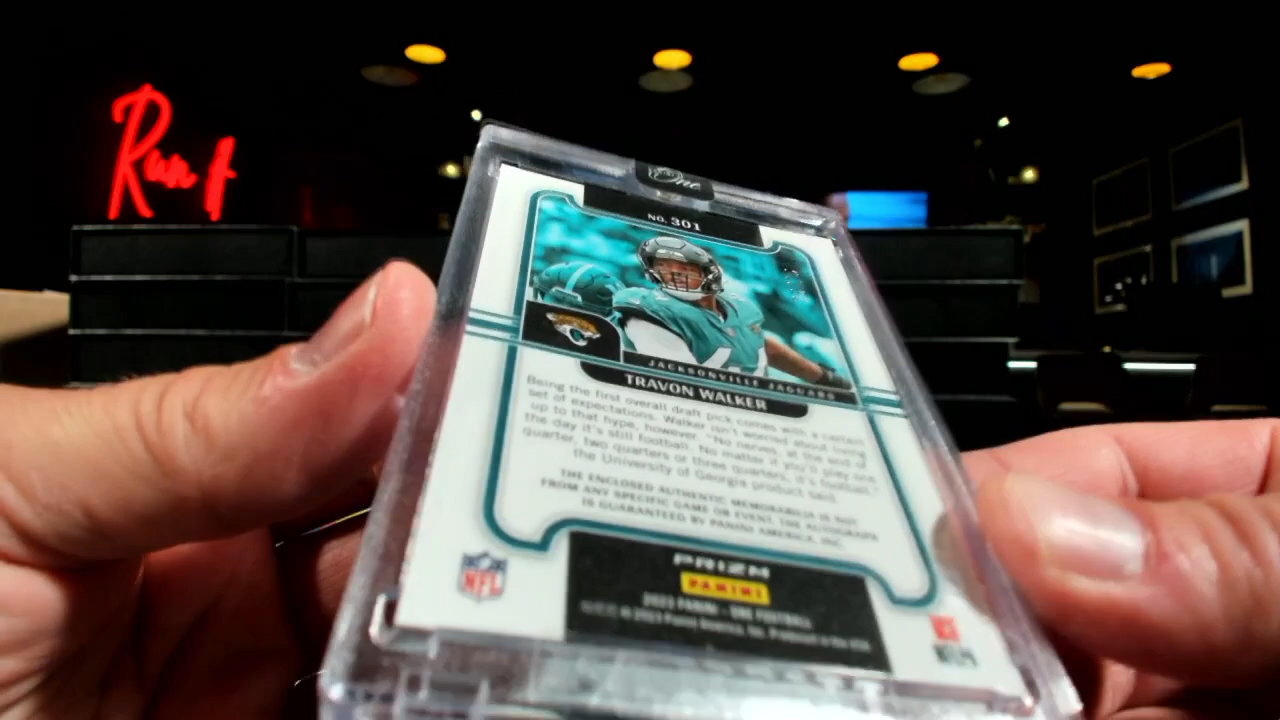 Run It
One
NO. 301
JACKSONVILLE JAGUARS
TRAVON WALKER
Being the first overall draft pick comes with a certain
set of expectations. Walker isn't worried about living
up to that hype, however. "No nerves, at the end of
the day it's still football. No matter if you'll play one
quarter, two quarters or three quarters, it's football,"
the University of Georgia product said.
THE ENCLOSED AUTHENTIC MEMORABILIA IS NOT
FROM ANY SPECIFIC GAME OR EVENT. THE AUTOGRAPH
IS GUARANTEED BY PANINI AMERICA, INC.
NFL
PRIZM
PANINI
2023 PANINI - ONE FOOTBALL
© 2023 Panini America, Inc. Produced in the USA